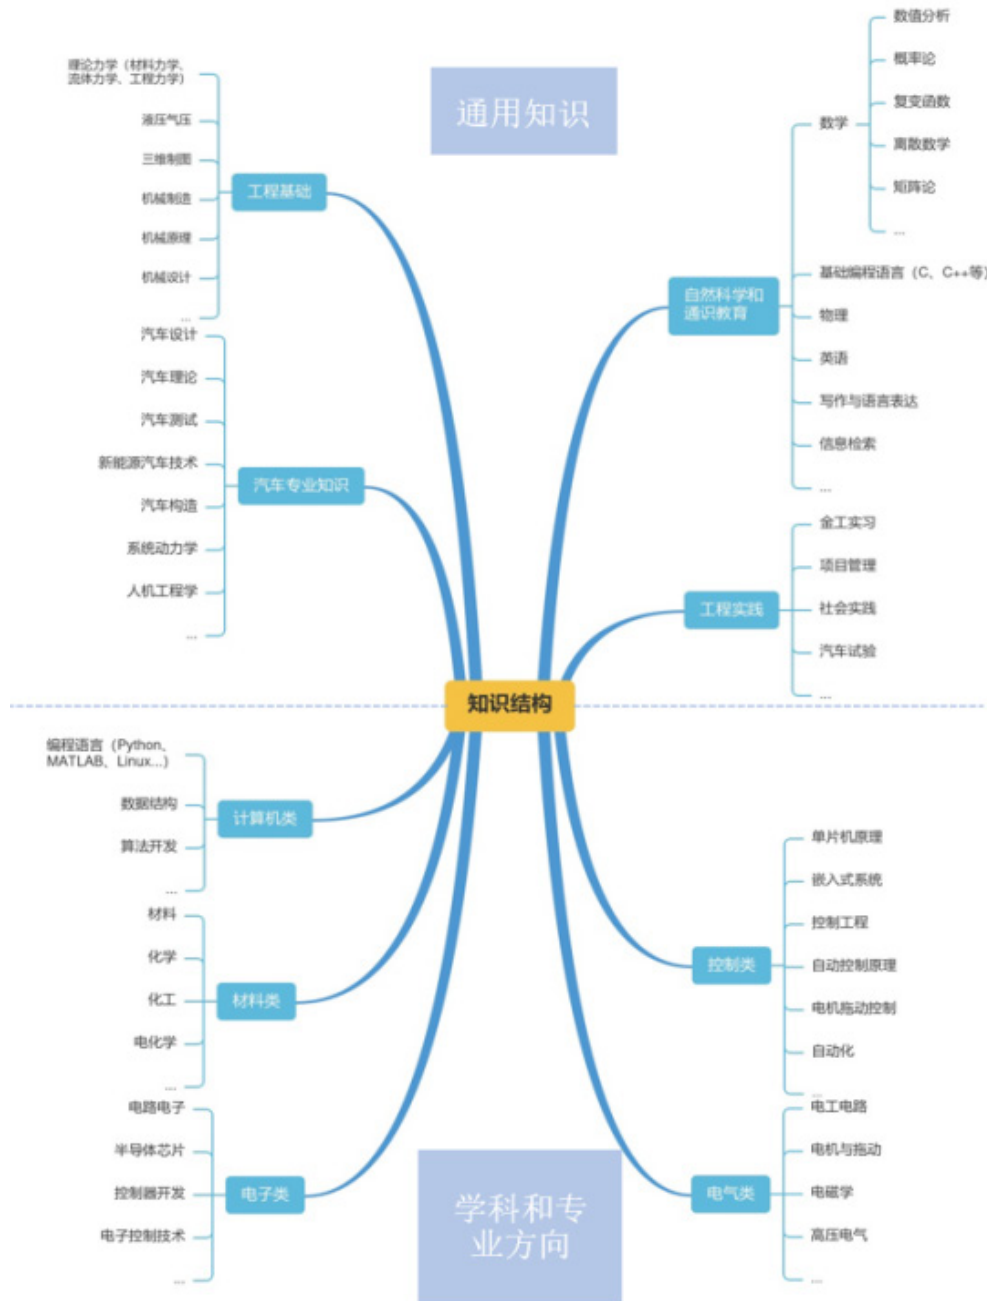 通用知识
理论力学（材料力学、
流体力学、工程力学）
液压气压
三维制图
机械制造
机械原理
机械设计
...
工程基础
汽车设计
汽车理论
汽车测试
新能源汽车技术
汽车构造
系统动力学
人机工程学
...
汽车专业知识
数值分析
概率论
复变函数
离散数学
矩阵论
...
数学
基础编程语言（C、C++等）
物理
英语
写作与语言表达
信息检索
...
自然科学和
通识教育
金工实习
项目管理
社会实践
汽车试验
...
工程实践
知识结构
编程语言（Python、
MATLAB、Linux...）
数据结构
算法开发
...
计算机类
材料
化学
化工
电化学
...
材料类
电路电子
半导体芯片
控制器开发
电子控制技术
...
电子类
单片机原理
嵌入式系统
控制工程
自动控制原理
电机拖动控制
自动化
...
控制类
电工电路
电机与拖动
电磁学
高压电气
...
电气类
学科和专
业方向